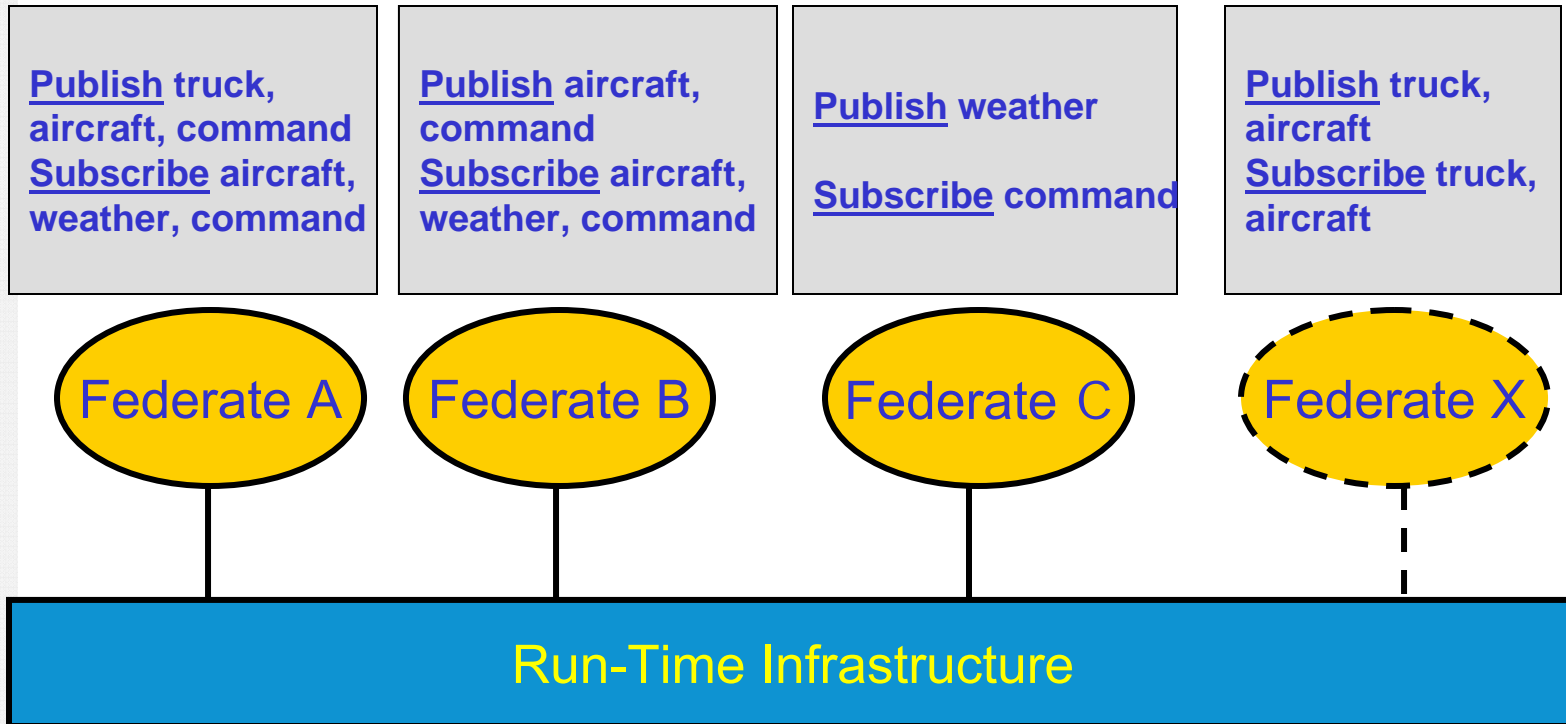 Publish truck,
aircraft, command
Subscribe aircraft,
weather, command
Publish aircraft,
command
Subscribe aircraft,
weather, command
Publish weather
Subscribe command
Publish truck,
aircraft
Subscribe truck,
aircraft
Federate A
Federate B
Federate C
Federate X
Run-Time Infrastructure